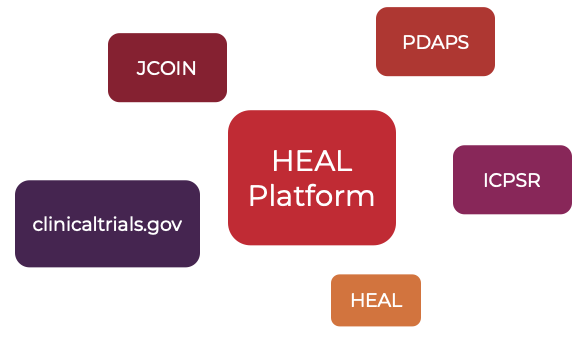 PDAPS
JCOIN
HEAL
Platform
ICPSR
clinicaltrials.gov
HEAL